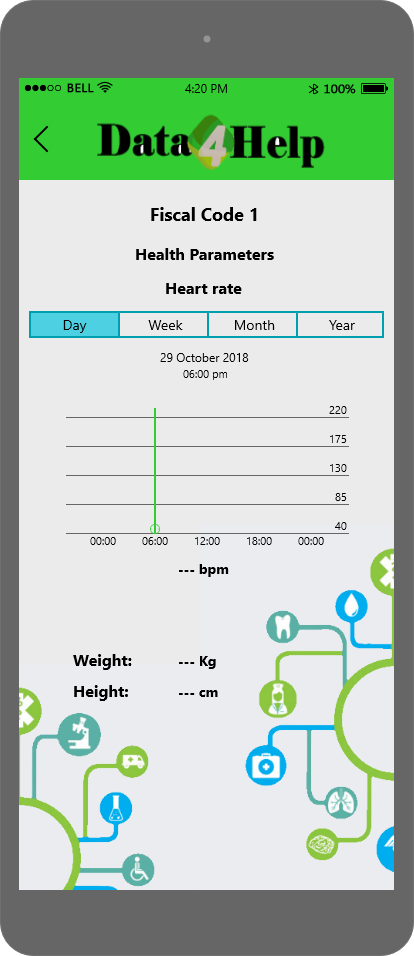 BELL 4:20 PM 100%
Data4Help
Fiscal Code 1
Health Parameters
Heart rate
Day Week Month Year
29 October 2018
06:00 pm
220
175
130
85
40
00:00 06:00 12:00 18:00 00:00
--- bpm
Weight: --- Kg
Height: --- cm